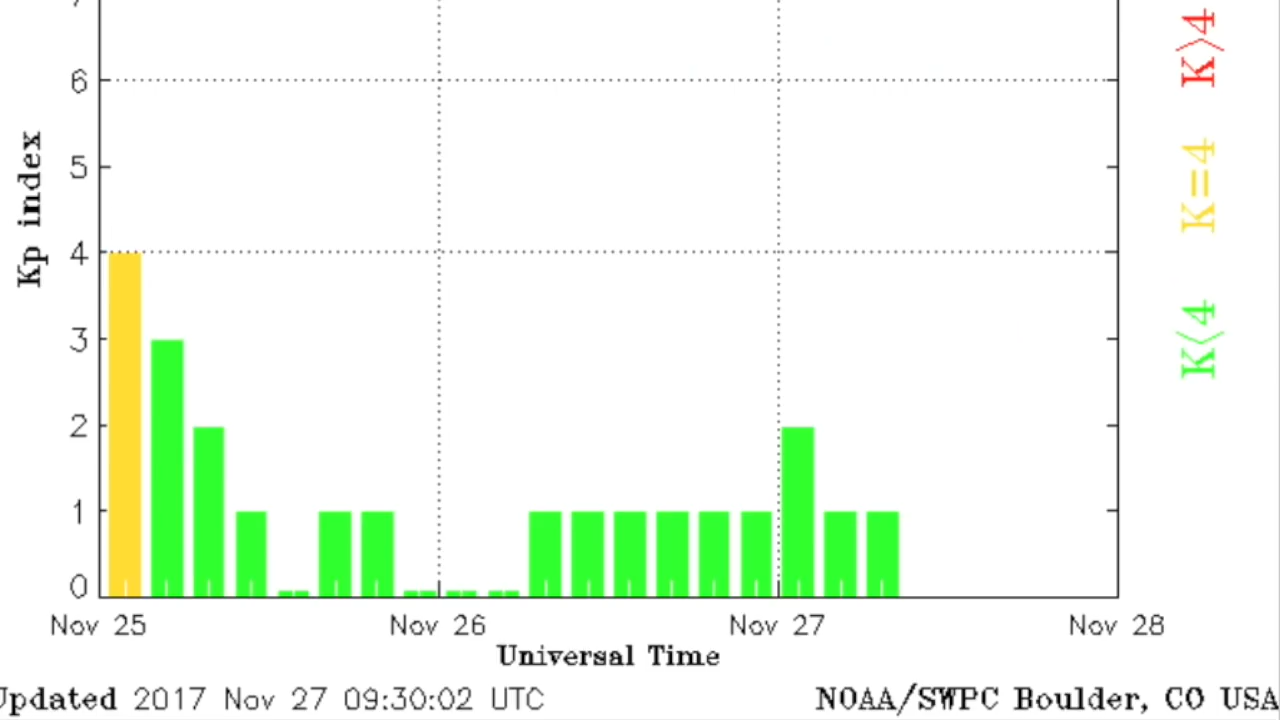 7
6
5
4
3
2
1
0
Kp index
Nov 25 Nov 26 Nov 27 Nov 28
Universal Time
Updated 2017 Nov 27 09:30:02 UTC
NOAA/SWPC Boulder, CO USA
K<4 K=4 K>4